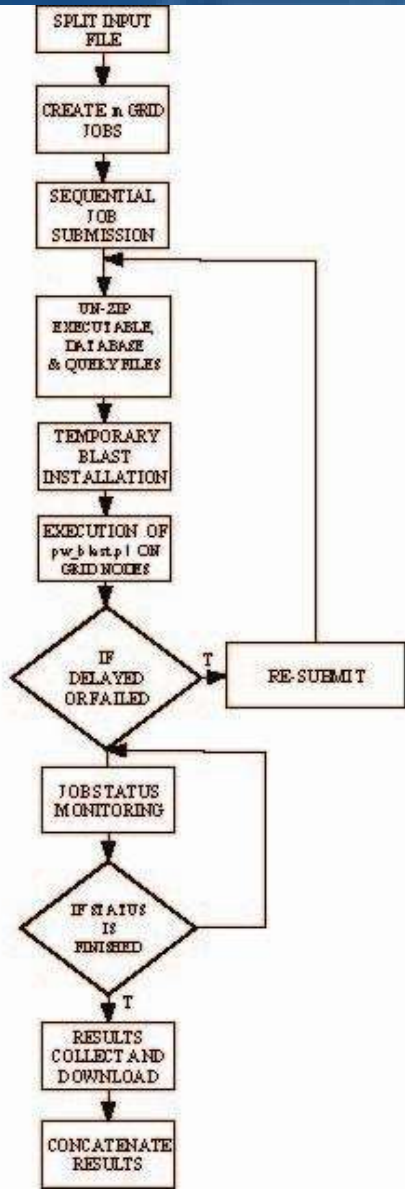 SPLIT INPUT
FILE
CREATE n GRID
JOBS
SEQUENTIAL
JOB
SUBMISSION
UN-ZIP
EXECUTABLE,
DATABASE
& QUERY FILES
TEMPORARY
BLAST
INSTALLATION
EXECUTION OF
pw_blast.pl ON
GRID NODES
IF
DELAYED
OR FAILED
T
RE-SUBMIT
JOB STATUS
MONITORING
IF STATUS
IS
FINISHED
T
RESULTS
COLLECT AND
DOWNLOAD
CONCATENATE
RESULTS